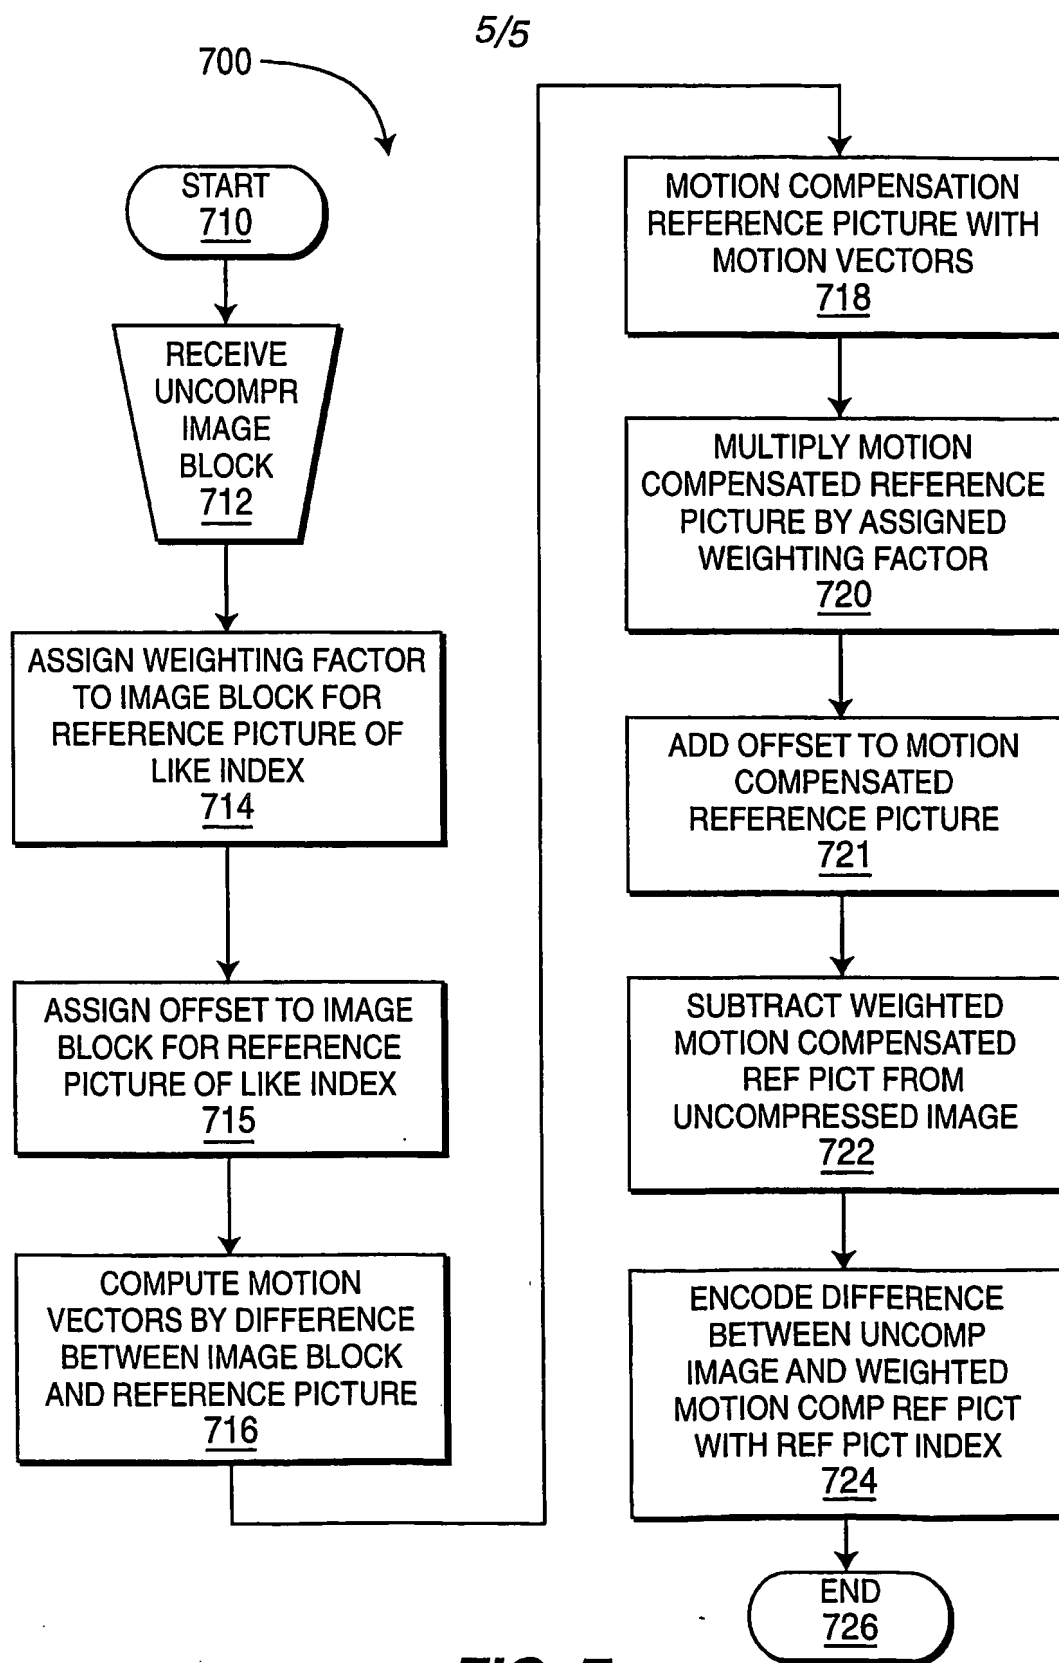 5/5
700
START
710
RECEIVE
UNCOMPR
IMAGE
BLOCK
712
ASSIGN WEIGHTING FACTOR
TO IMAGE BLOCK FOR
REFERENCE PICTURE OF
LIKE INDEX
714
ASSIGN OFFSET TO IMAGE
BLOCK FOR REFERENCE
PICTURE OF LIKE INDEX
715
COMPUTE MOTION
VECTORS BY DIFFERENCE
BETWEEN IMAGE BLOCK
AND REFERENCE PICTURE
716
MOTION COMPENSATION
REFERENCE PICTURE WITH
MOTION VECTORS
718
MULTIPLY MOTION
COMPENSATED REFERENCE
PICTURE BY ASSIGNED
WEIGHTING FACTOR
720
ADD OFFSET TO MOTION
COMPENSATED
REFERENCE PICTURE
721
SUBTRACT WEIGHTED
MOTION COMPENSATED
REF PICT FROM
UNCOMPRESSED IMAGE
722
ENCODE DIFFERENCE
BETWEEN UNCOMP
IMAGE AND WEIGHTED
MOTION COMP REF PICT
WITH REF PICT INDEX
724
END
726